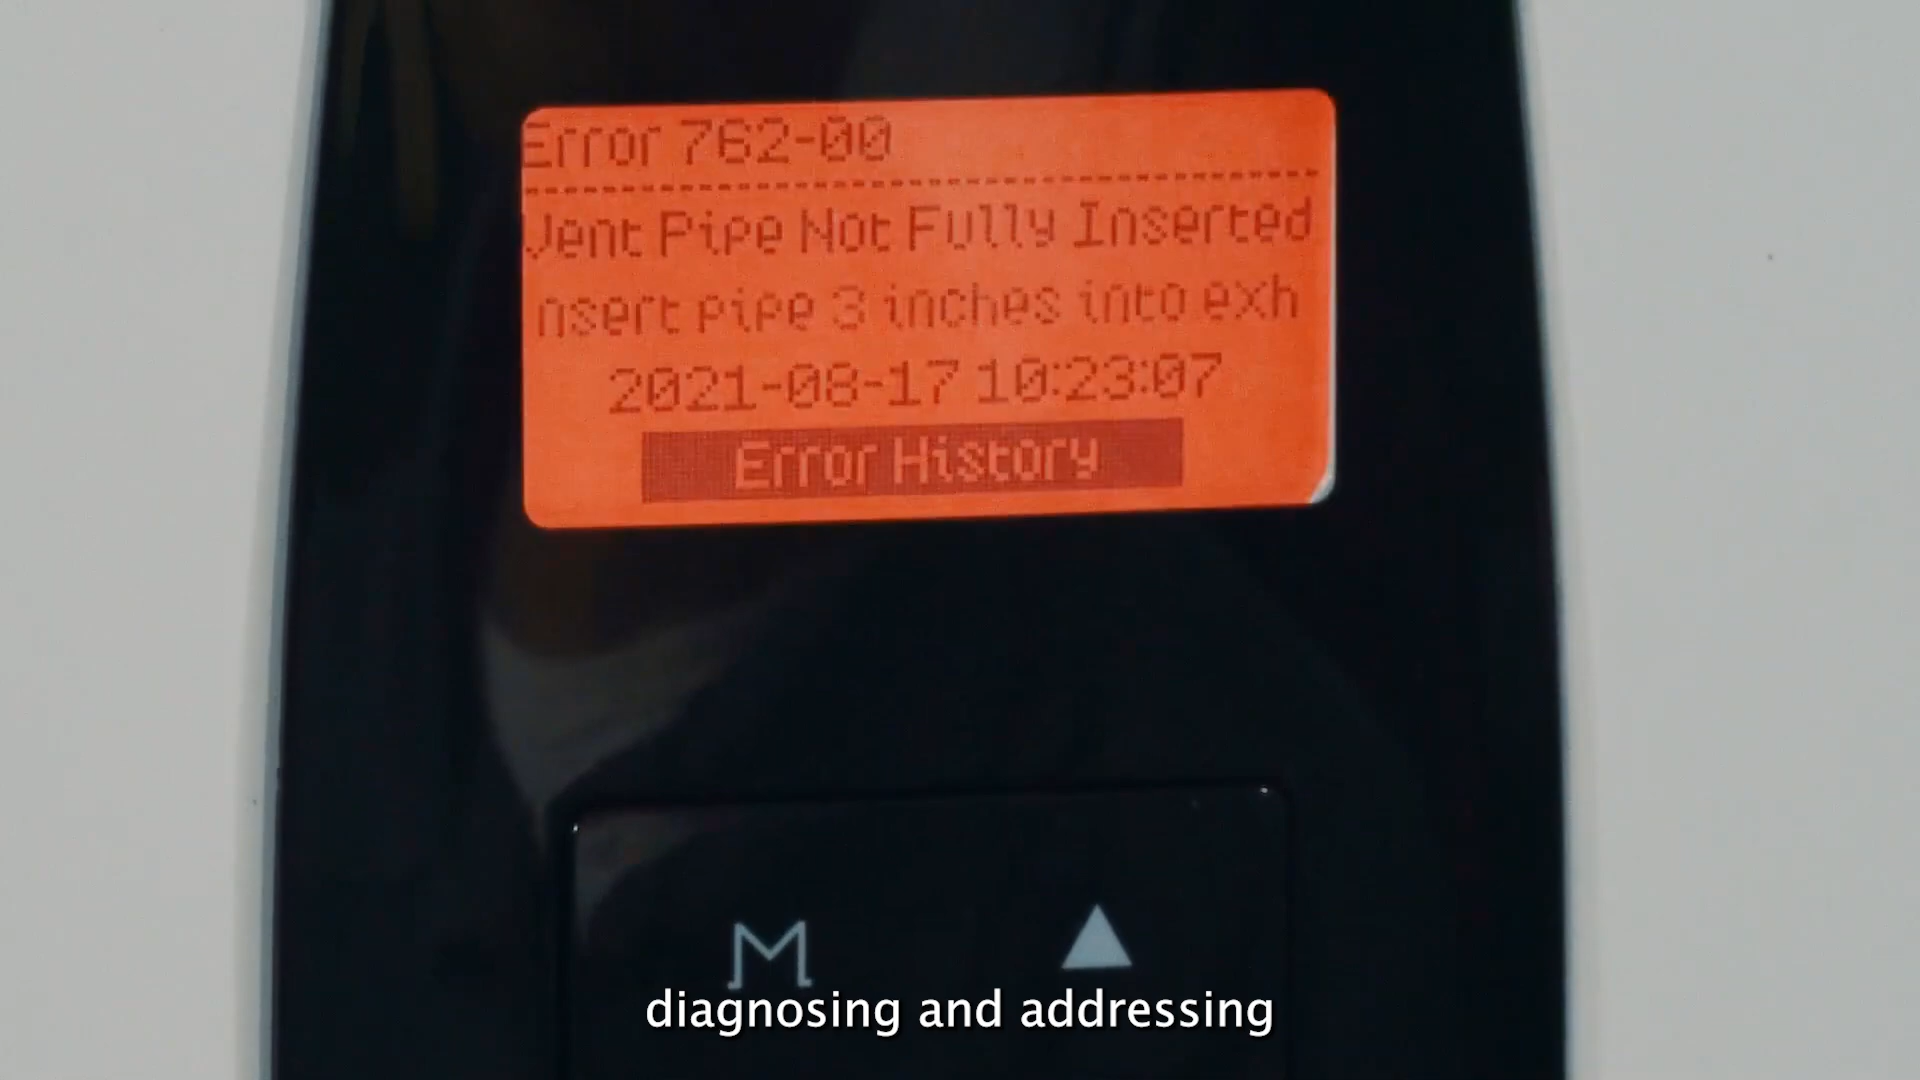 Error 762-00
Vent Pipe Not Fully Inserted
nsert pipe 3 inches into exh
2021-08-17 10:23:07
Error History
M
diagnosing and addressing